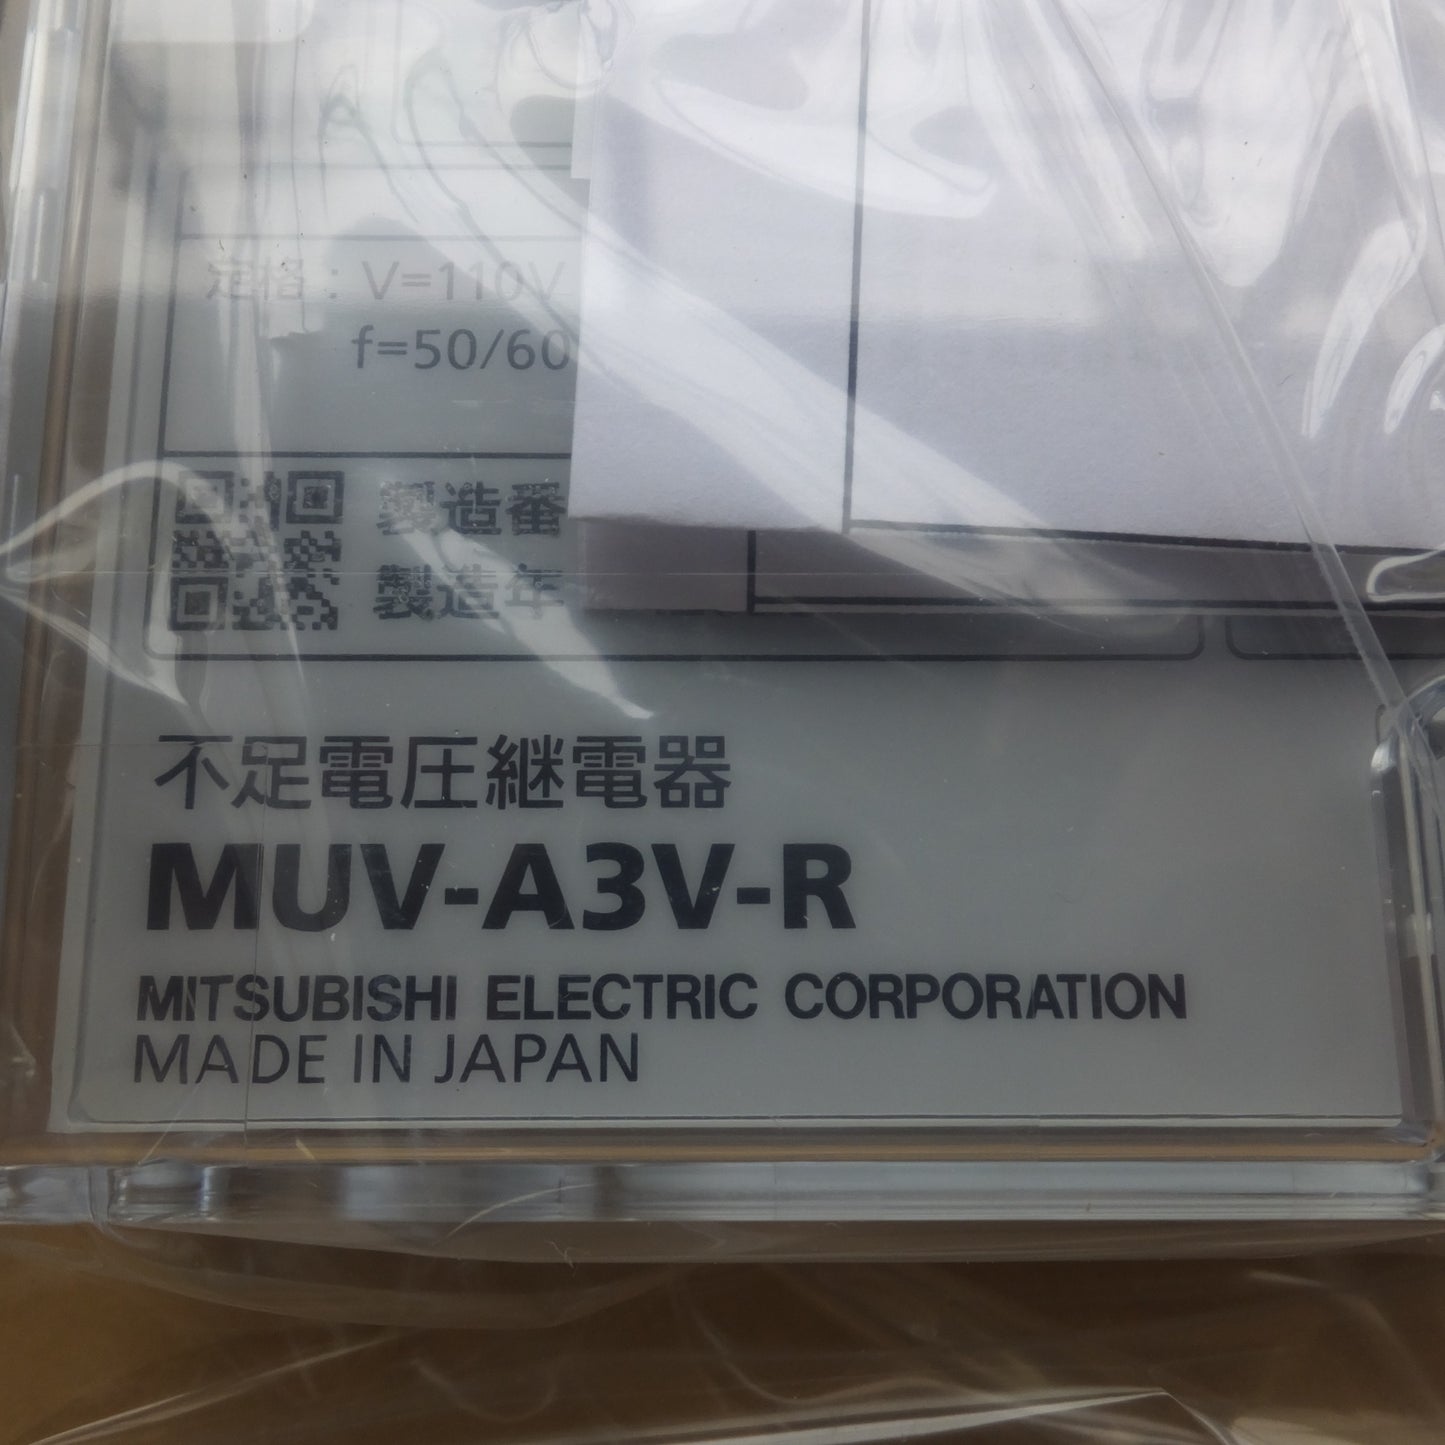 定格：V=110V
f=50/60
製造番
製造年
不足電圧継電器
MUV-A3V-R
MITSUBISHI ELECTRIC CORPORATION
MADE IN JAPAN